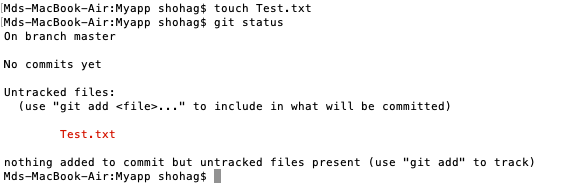 Mds-MacBook-Air:Myapp shohag$ touch Test.txt
Mds-MacBook-Air:Myapp shohag$ git status
On branch master
No commits yet
Untracked files:
(use "git add <file>..." to include in what will be committed)
Test.txt
nothing added to commit but untracked files present (use "git add" to track)
Mds-MacBook-Air:Myapp shohag$